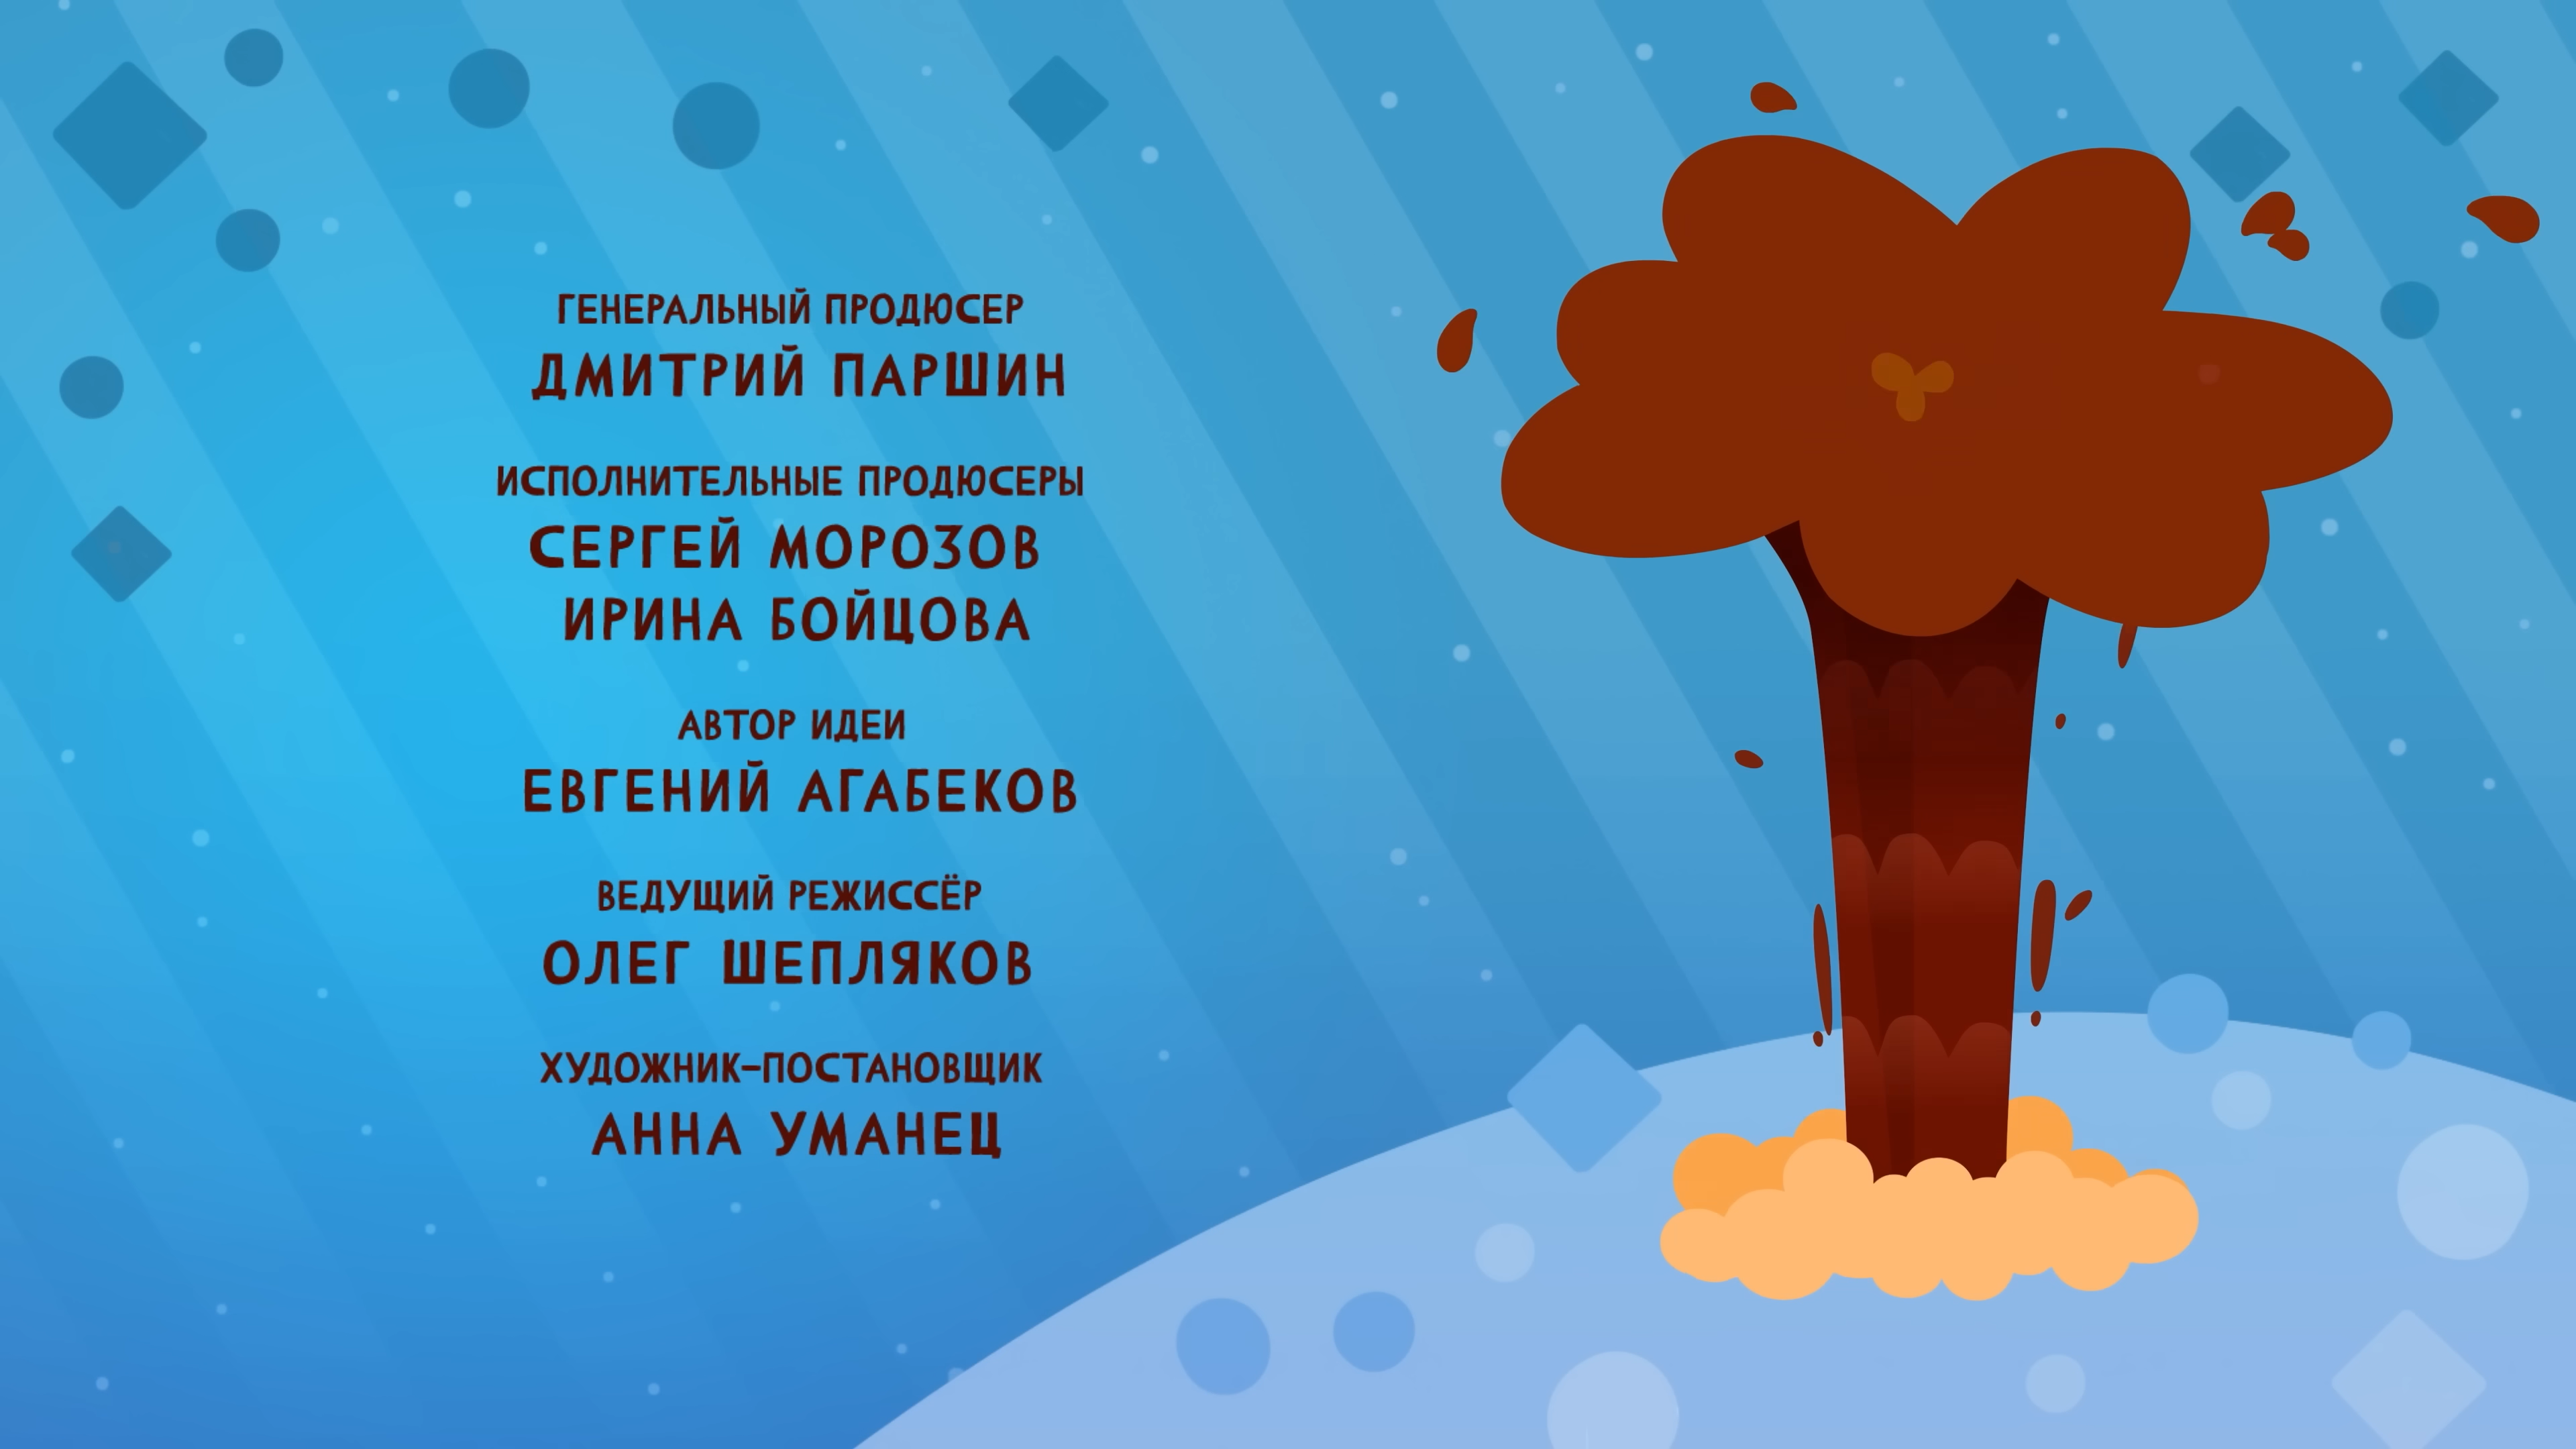 ГЕНЕРАЛЬНЫЙ ПРОДЮСЕР
ДМИТРИЙ ПАРШИН
ИСПОЛНИТЕЛЬНЫЕ ПРОДЮСЕРЫ
СЕРГЕЙ МОРОЗОВ
ИРИНА БОЙЦОВА
АВТОР ИДЕИ
ЕВГЕНИЙ АГАБЕКОВ
ВЕДУЩИЙ РЕЖИССЁР
ОЛЕГ ШЕПЛЯКОВ
ХУДОЖНИК-ПОСТАНОВЩИК
АННА УМАНЕЦ